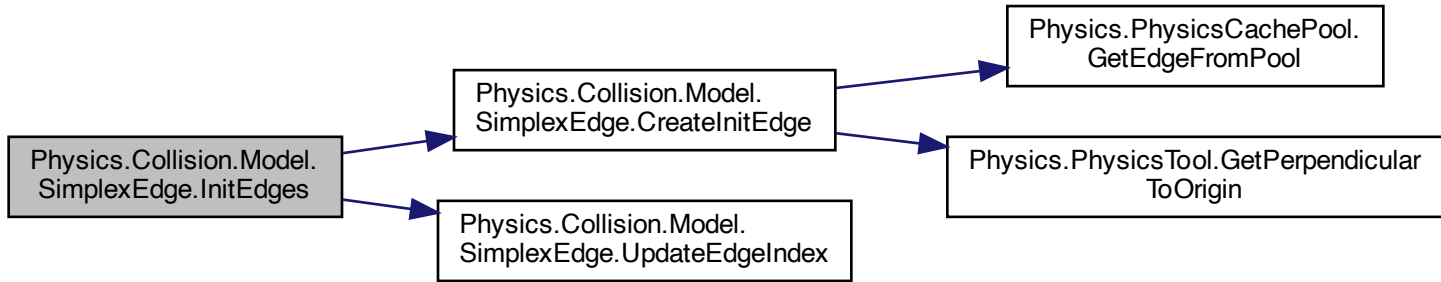 Physics.Collision.Model.
SimplexEdge.InitEdges
Physics.Collision.Model.
SimplexEdge.CreateInitEdge
Physics.PhysicsCachePool.
GetEdgeFromPool
Physics.PhysicsTool.GetPerpendicular
ToOrigin
Physics.Collision.Model.
SimplexEdge.UpdateEdgeIndex